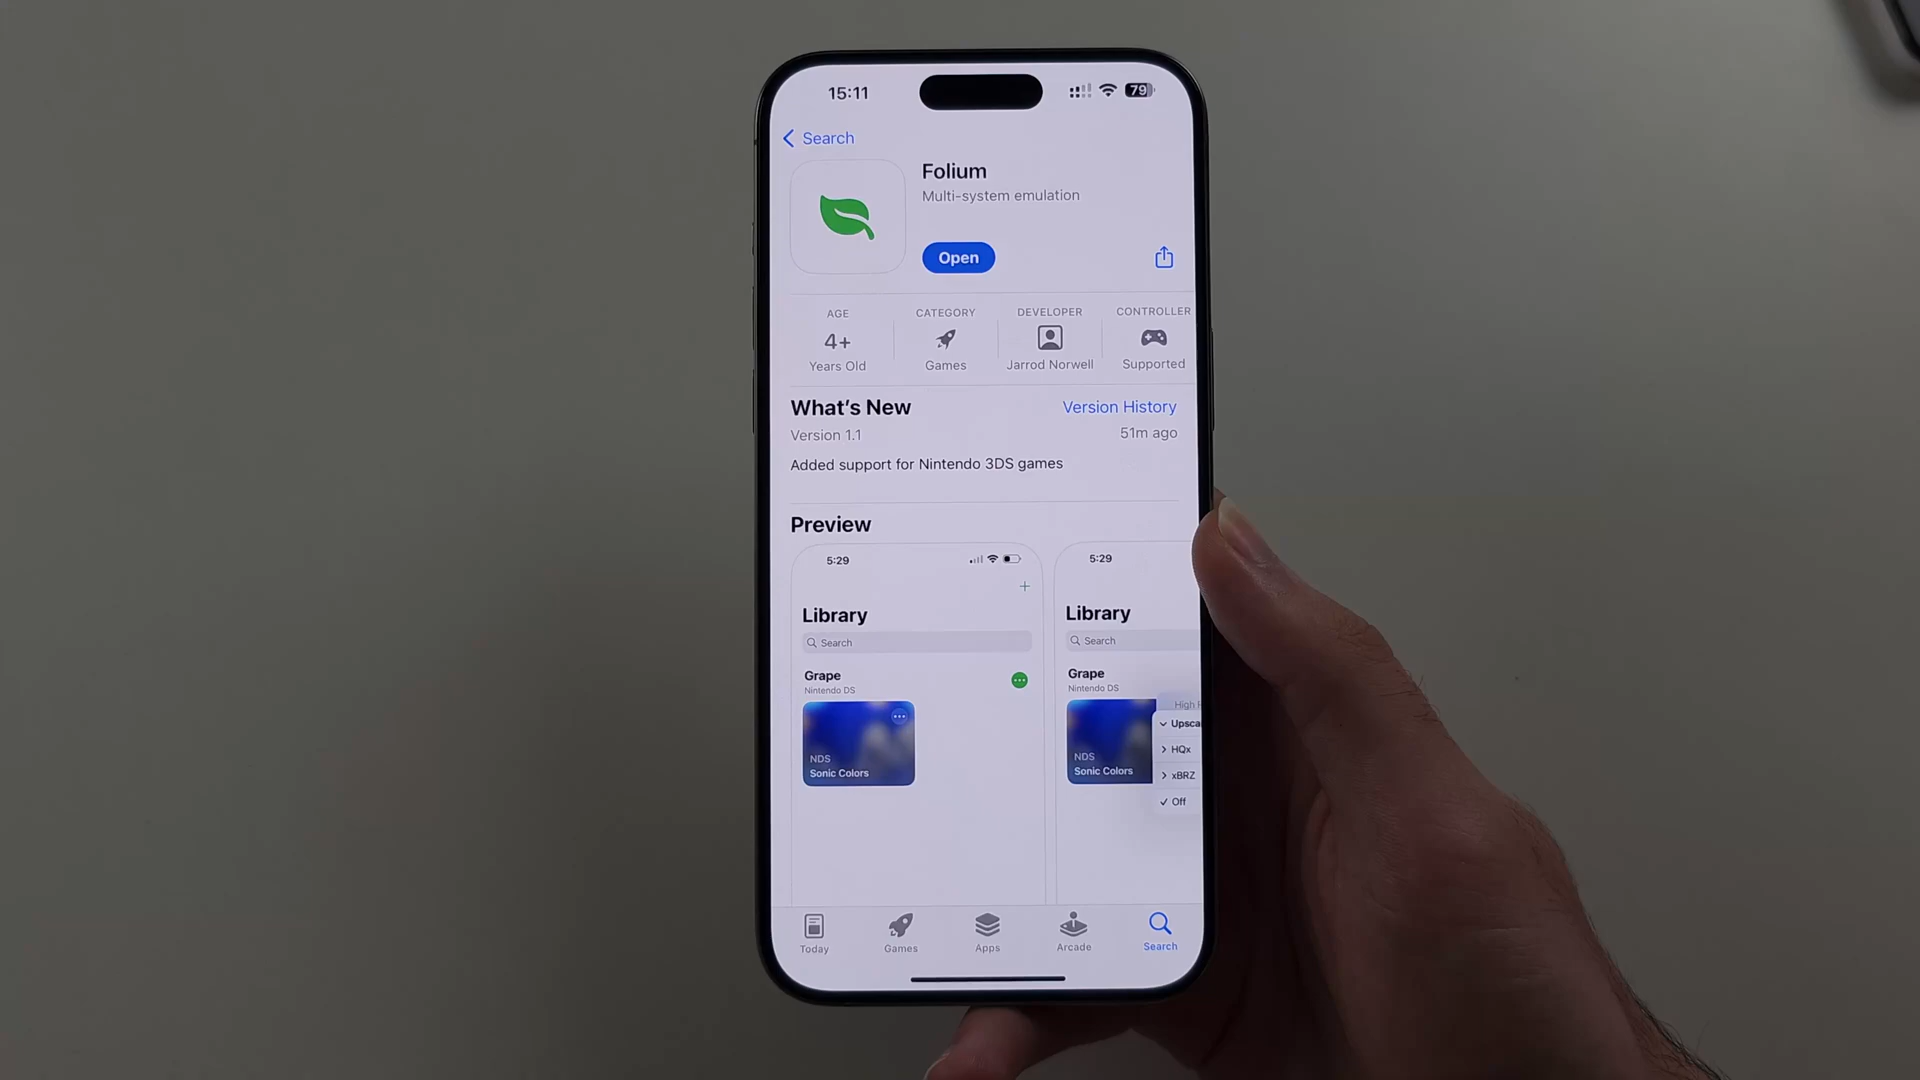 15:11
79
Search
Folium
Multi-system emulation
Open
AGE
4+
Years Old
CATEGORY
Games
DEVELOPER
Jarrod Norwell
CONTROLLER
Supported
What's New
Version History
Version 1.1
51m ago
Added support for Nintendo 3DS games
Preview
5:29
Library
Search
Grape
Nintendo DS
NDS
Sonic Colors
5:29
Library
Search
Grape
Nintendo DS
NDS
Sonic Colors
High
HQx
xBRZ
Off
Today
Games
Apps
Arcade
Search